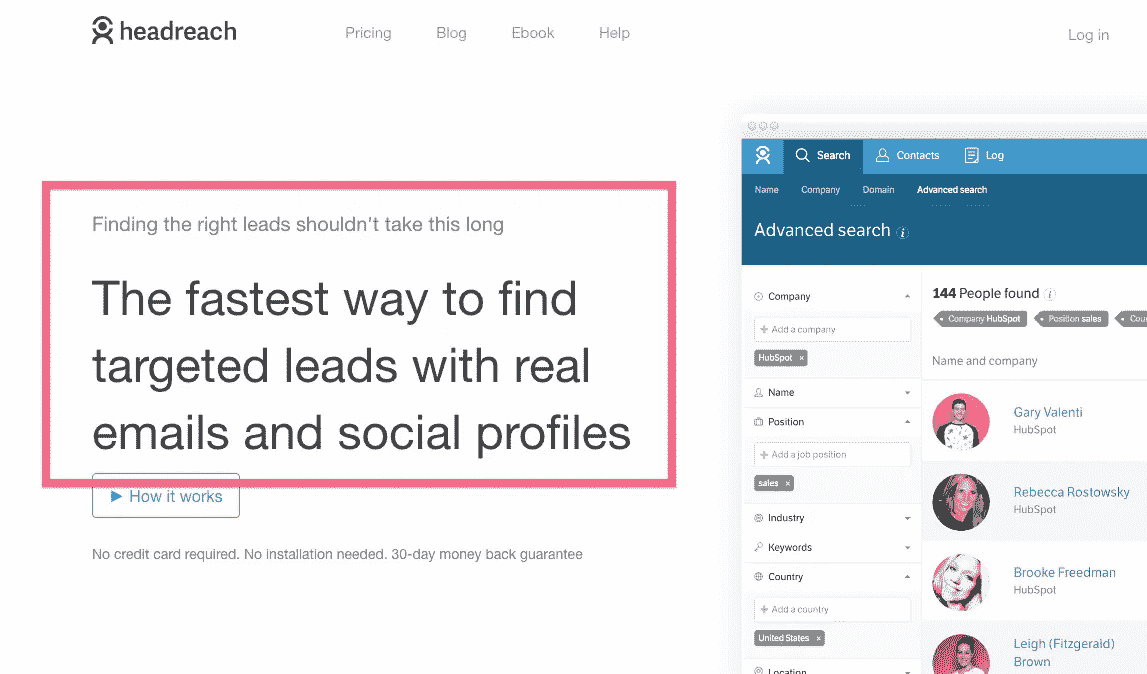 headreach
Pricing
Blog
Ebook
Help
Log in
Finding the right leads shouldn't take this long
The fastest way to find
targeted leads with real
emails and social profiles
How it works
No credit card required. No installation needed. 30-day money back guarantee
Search
Contacts
Log
Name
Company
Domain
Advanced search
Advanced search
Company
Add a company
HubSpot
Name
Position
Add a job position
sales
Industry
Keywords
Country
Add a country
United States
Location
144 People found
Company HubSpot
Position sales
Name and company
Gary Valenti
HubSpot
Rebecca Rostowsky
HubSpot
Brooke Freedman
HubSpot
Leigh (Fitzgerald)
Brown